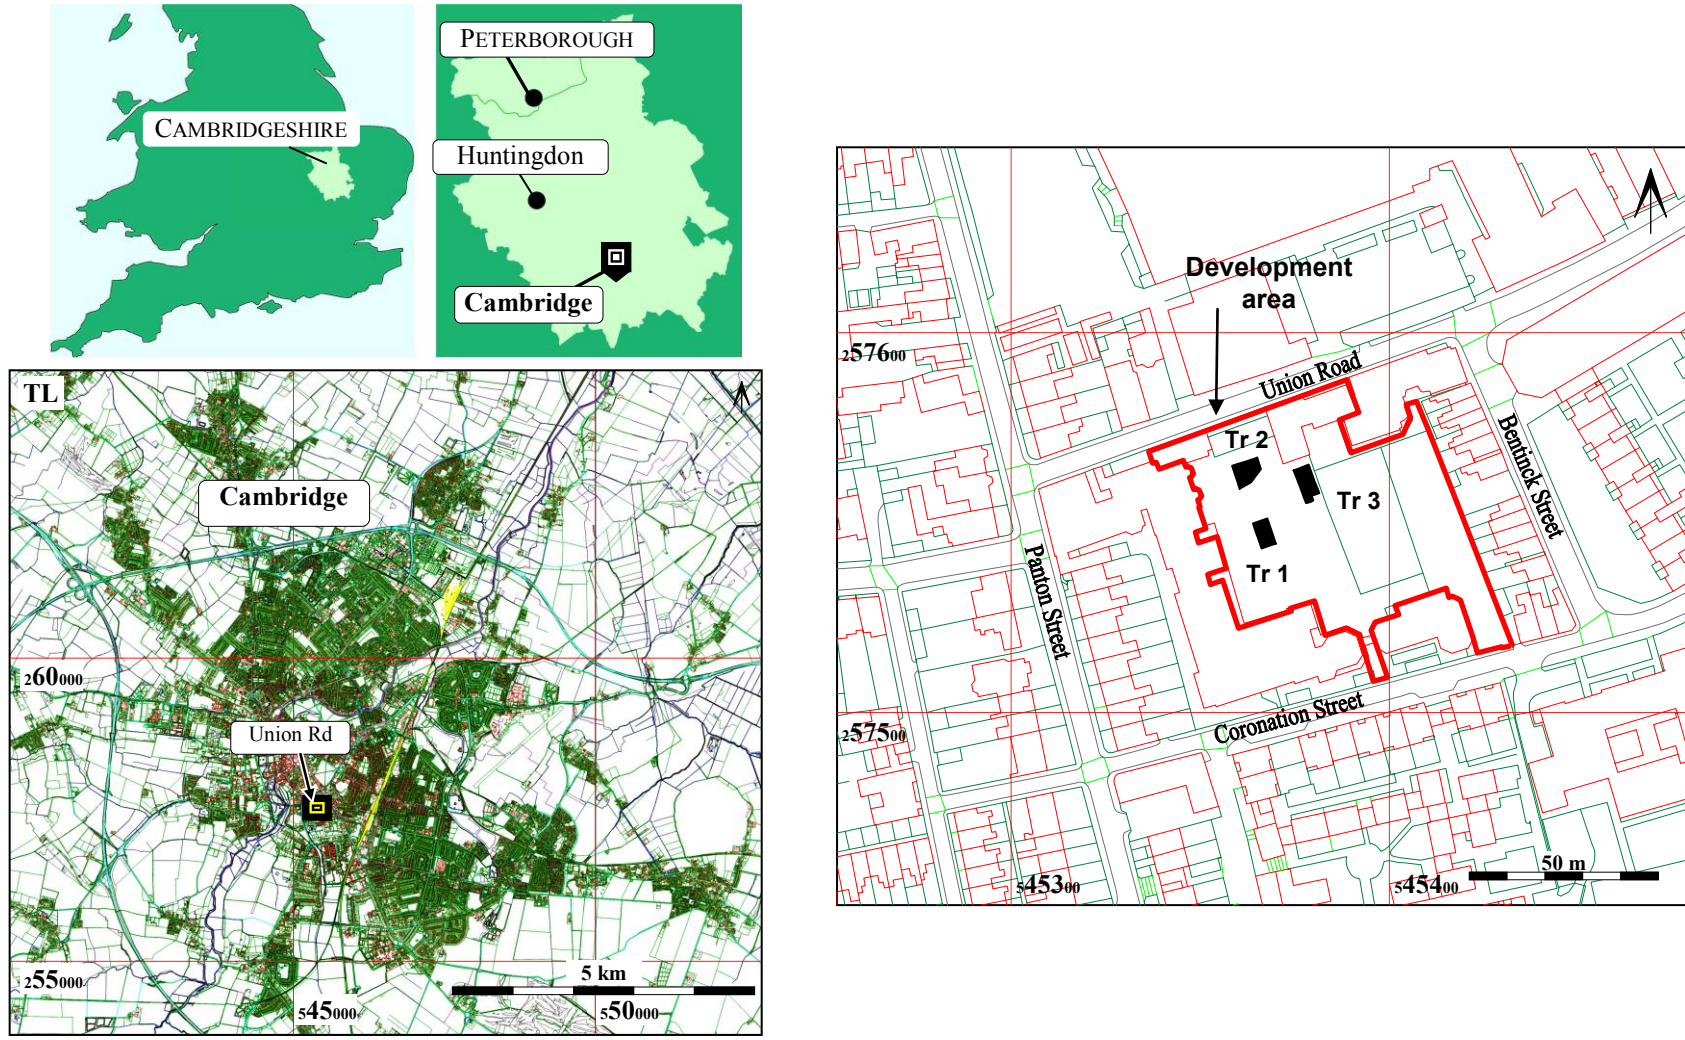 CAMBRIDGESHIRE
PETERBOROUGH
Huntingdon
Cambridge
TL
Cambridge
260000
Union Rd
255000
5 km
545000
550000
Development
area
257600
Union Road
Tr 2
Tr 3
Tr 1
Bentinck Street
Panton Street
Coronation Street
257500
50 m
545300
545400